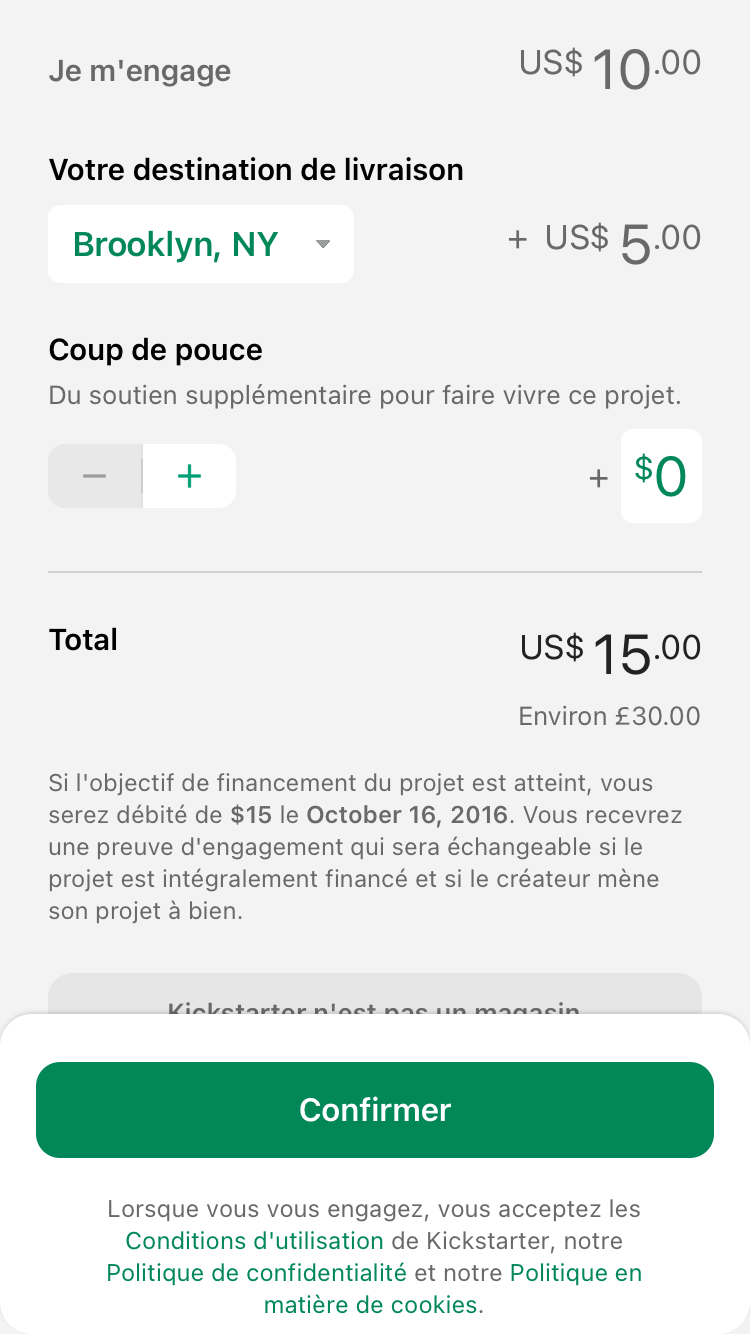 Je m'engage
US$ 10.00
Votre destination de livraison
Brooklyn, NY
+ US$ 5.00
Coup de pouce
Du soutien supplémentaire pour faire vivre ce projet.
− +
+ $0
Total
US$ 15.00
Environ £30.00
Si l'objectif de financement du projet est atteint, vous
serez débité de $15 le October 16, 2016. Vous recevrez
une preuve d'engagement qui sera échangeable si le
projet est intégralement financé et si le créateur mène
son projet à bien.
Kickstarter n'est pas un magasin
Confirmer
Lorsque vous vous engagez, vous acceptez les
Conditions d'utilisation de Kickstarter, notre
Politique de confidentialité et notre Politique en
matière de cookies.